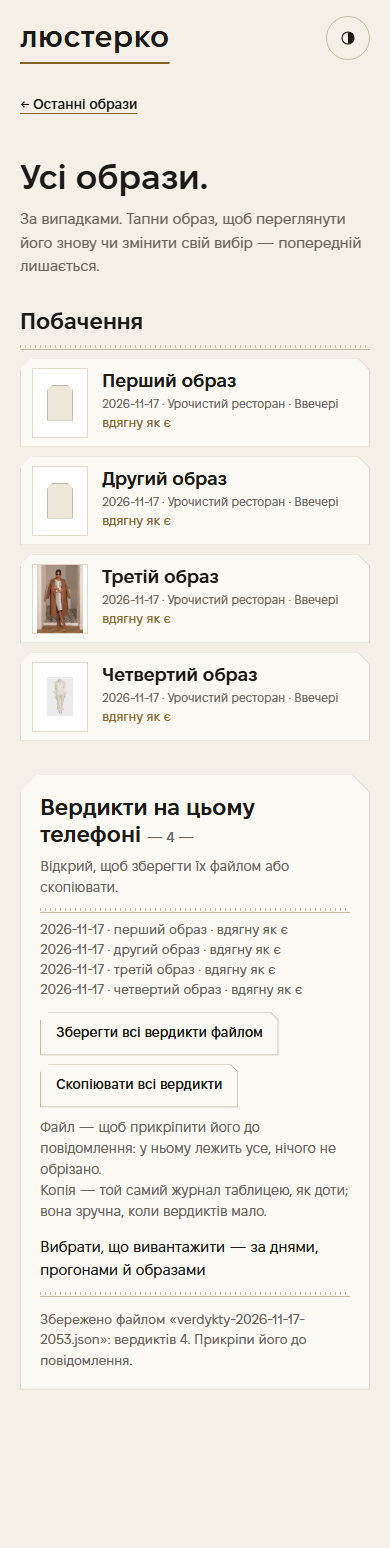 люстерко
← Останні образи
Усі образи.
За випадками. Тапни образ, щоб переглянути
його знову чи змінити свій вибір — попередній
лишається.
Побачення
Перший образ
2026-11-17 · Урочистий ресторан · Ввечері
вдягну як є
Другий образ
2026-11-17 · Урочистий ресторан · Ввечері
вдягну як є
Третій образ
2026-11-17 · Урочистий ресторан · Ввечері
вдягну як є
Четвертий образ
2026-11-17 · Урочистий ресторан · Ввечері
вдягну як є
Вердикти на цьому
телефоні — 4 —
Відкрий, щоб зберегти їх файлом або
скопіювати.
2026-11-17 · перший образ · вдягну як є
2026-11-17 · другий образ · вдягну як є
2026-11-17 · третій образ · вдягну як є
2026-11-17 · четвертий образ · вдягну як є
Зберегти всі вердикти файлом
Скопіювати всі вердикти
Файл — щоб прикріпити його до
повідомлення: у ньому лежить усе, нічого не
обрізано.
Копія — той самий журнал таблицею, як доти;
вона зручна, коли вердиктів мало.
Вибрати, що вивантажити — за днями,
прогонами й образами
Збережено файлом «verdykty-2026-11-17-
2053.json»: вердиктів 4. Прикріпи його до
повідомлення.